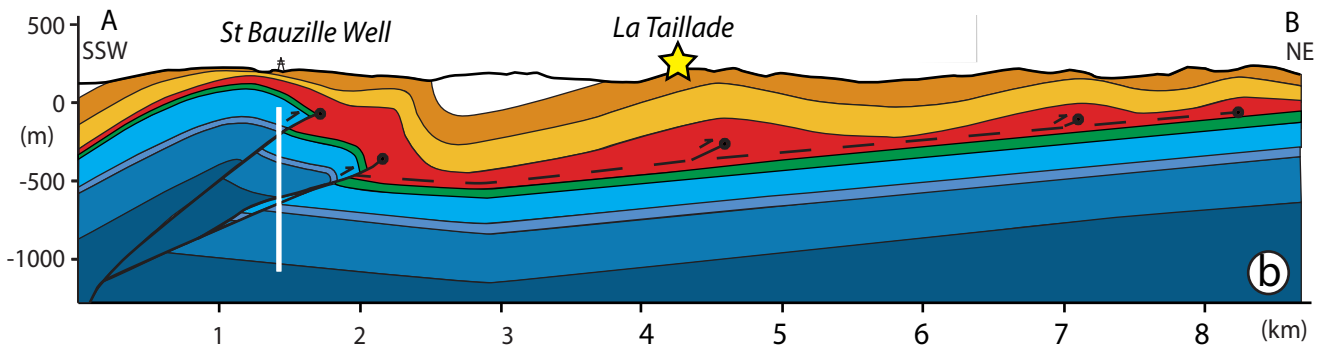 500
A
SSW
St Bauzille Well
La Taillade
B
NE
0
(m)
-500
-1000
b
1 2 3 4 5 6 7 8 (km)